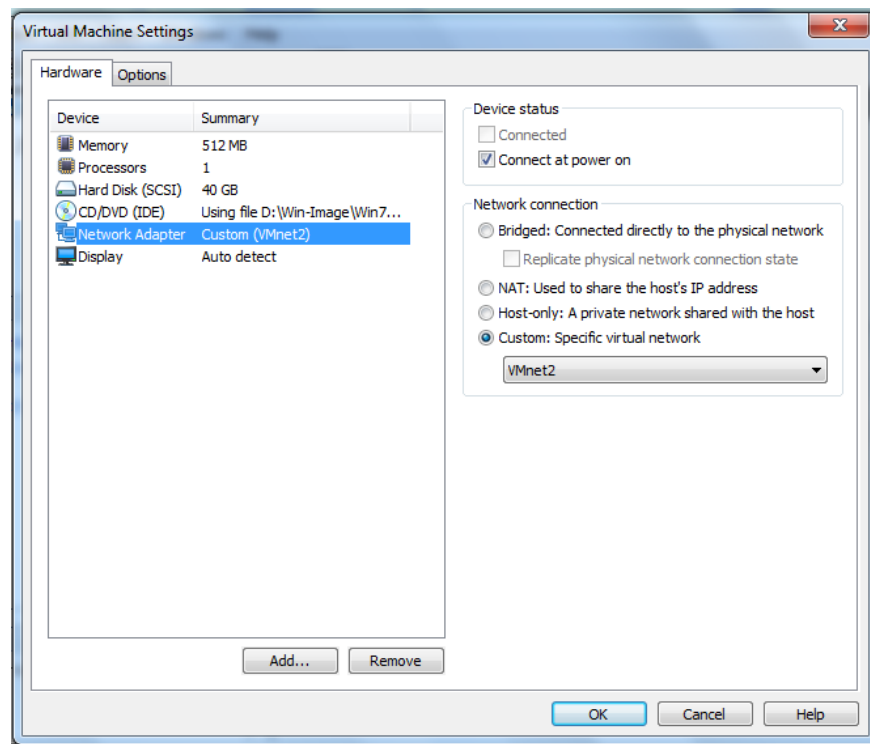 Virtual Machine Settings
Hardware Options
Device Summary
Memory 512 MB
Processors 1
Hard Disk (SCSI) 40 GB
CD/DVD (IDE) Using file D:\Win-Image\Win7...
Network Adapter Custom (VMnet2)
Display Auto detect
Add... Remove
Device status
Connected
Connect at power on
Network connection
Bridged: Connected directly to the physical network
Replicate physical network connection state
NAT: Used to share the host's IP address
Host-only: A private network shared with the host
Custom: Specific virtual network
VMnet2
OK Cancel Help